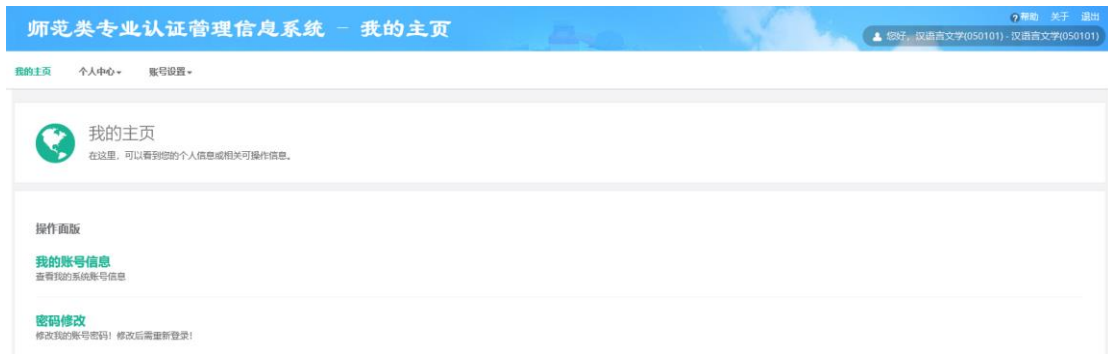 师范类专业认证管理信息系统 - 我的主页
帮助 关于 退出
您好，汉语言文学(050101) - 汉语言文学(050101)
我的主页 个人中心 账号设置
我的主页
在这里，可以看到您的个人信息或相关可操作信息。
操作面版
我的账号信息
查看我的系统账号信息
密码修改
修改我的账号密码！修改后需重新登录！